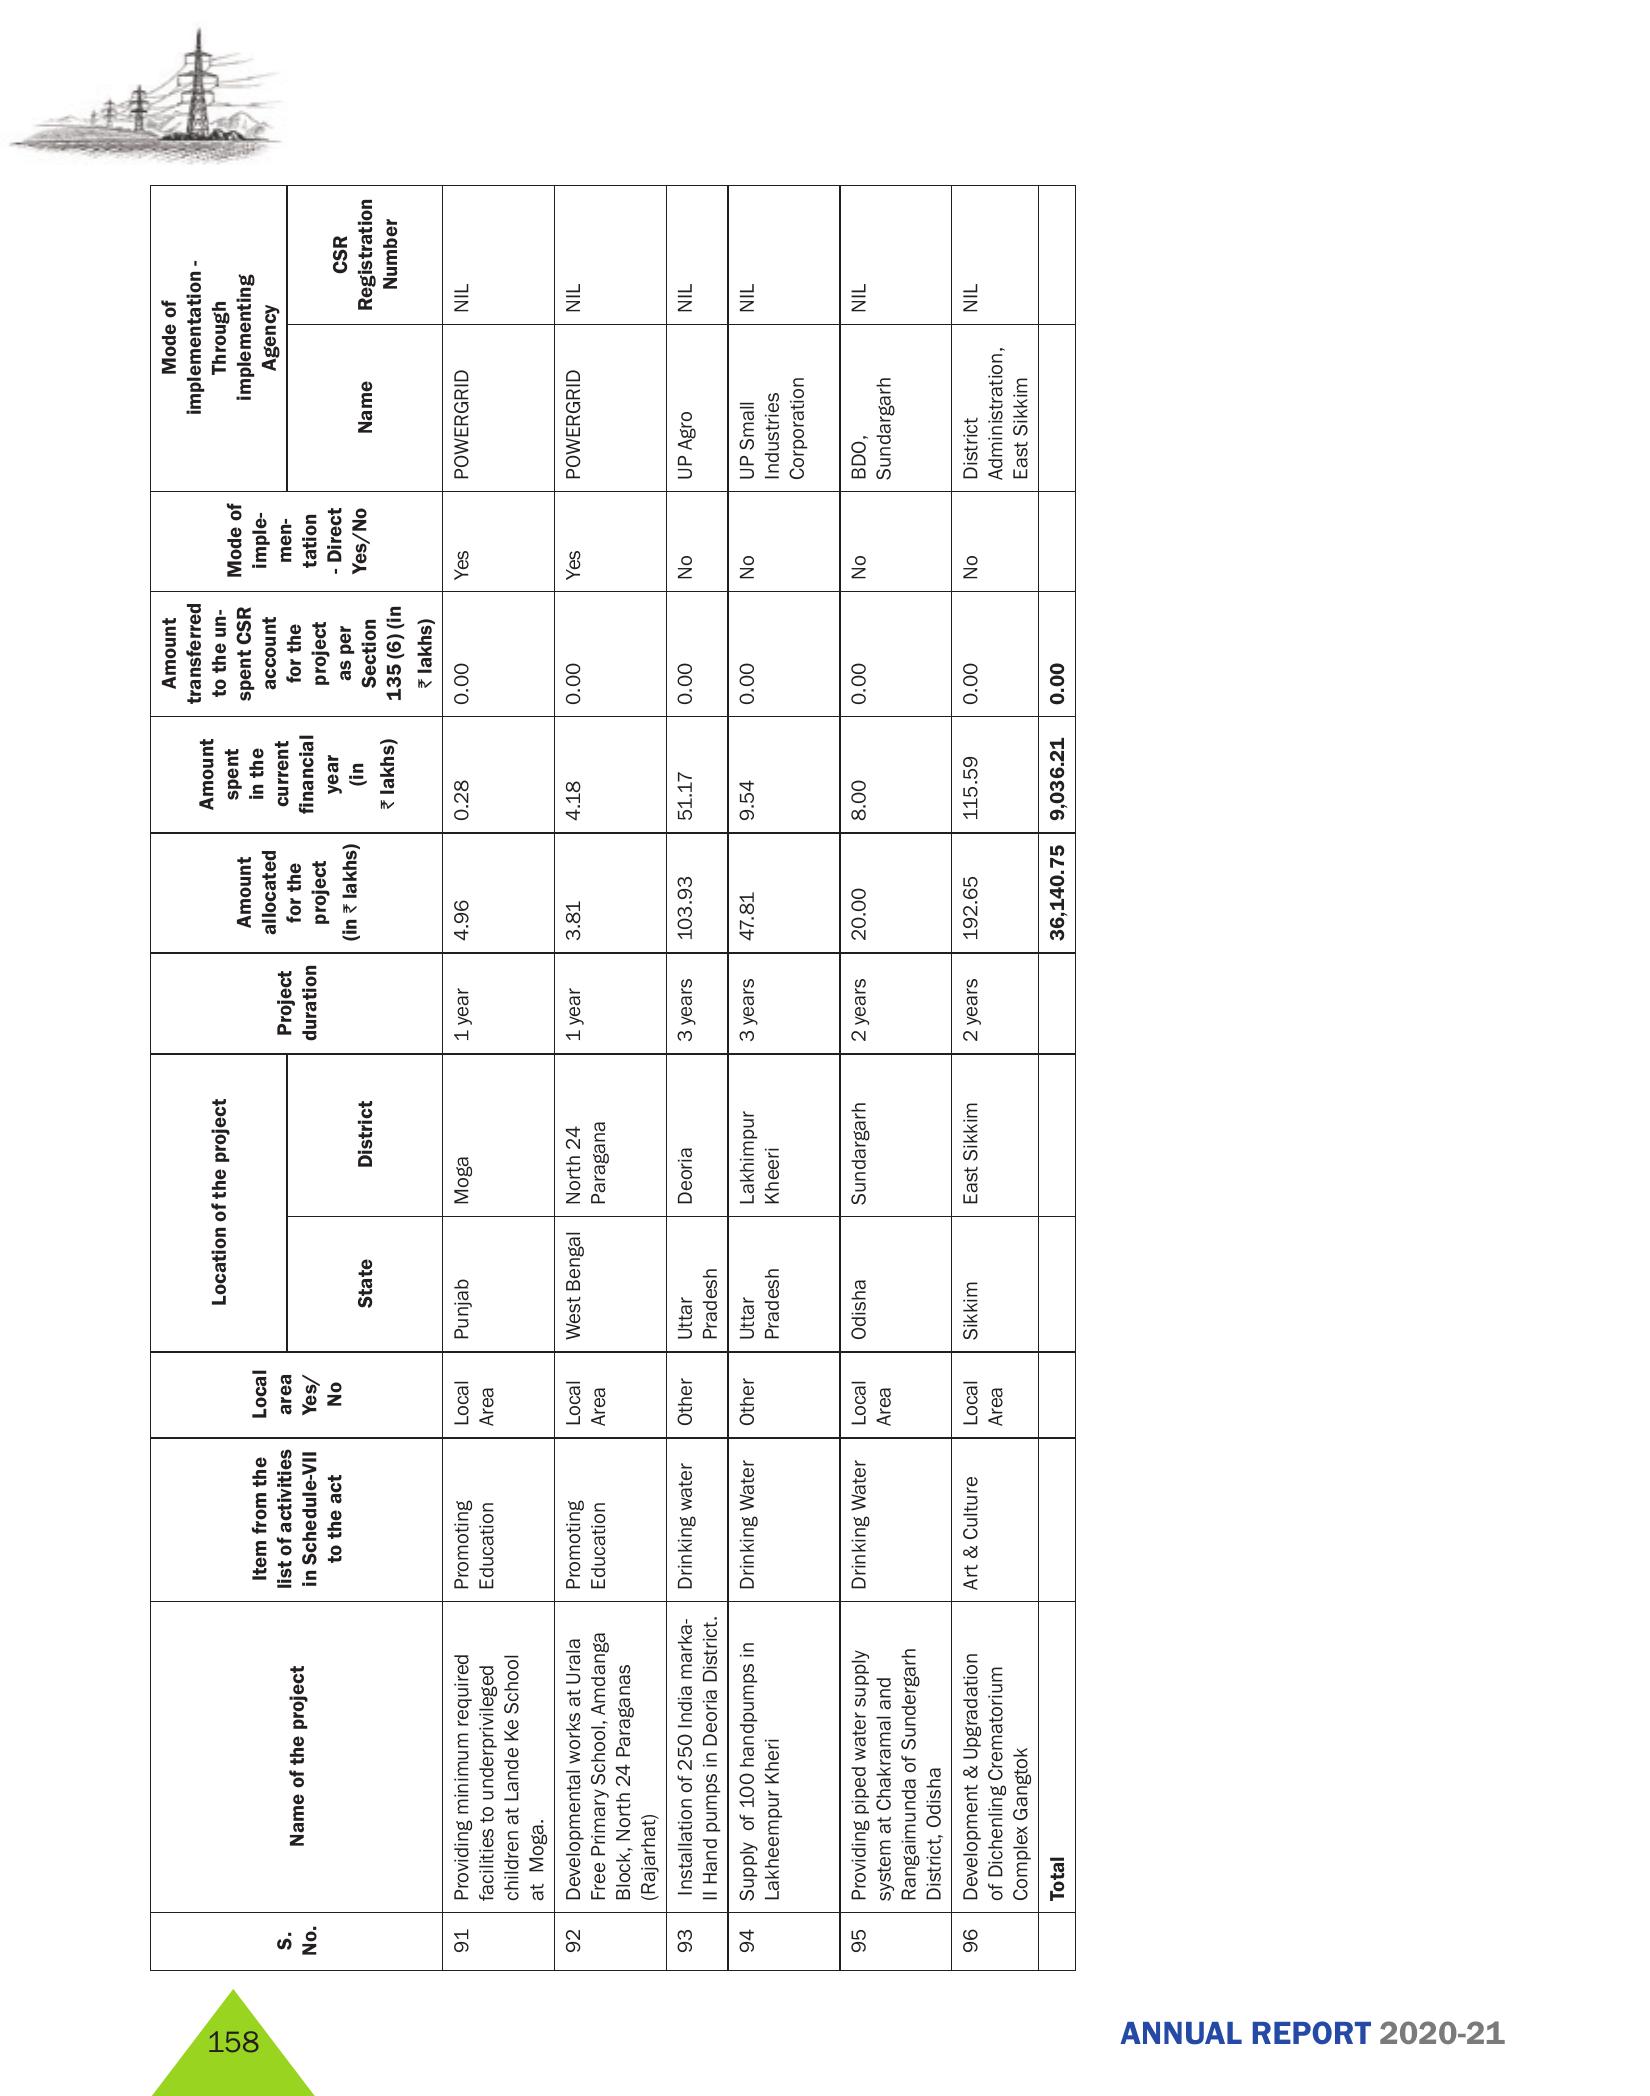 S.
No.
Name of the project
Item from the
list of activities
in Schedule-VII
to the act
Local
area
Yes/
No
Location of the project
State
District
Project
duration
Amount
allocated
for the
project
(in ₹ lakhs)
Amount
spent
in the
current
financial
year
(in
₹ lakhs)
Amount
transferred
to the un-
spent CSR
account
for the
project
as per
Section
135 (6) (in
₹ lakhs)
Mode of
imple-
men-
tation
- Direct
Yes/No
Mode of
implementation -
Through
implementing
Agency
Name
CSR
Registration
Number
91
Providing minimum required
facilities to underprivileged
children at Lande Ke School
at Moga.
Promoting
Education
Local
Area
Punjab
Moga
1 year
4.96
0.28
0.00
Yes
POWERGRID
NIL
92
Developmental works at Urala
Free Primary School, Amdanga
Block, North 24 Paraganas
(Rajarhat)
Promoting
Education
Local
Area
West Bengal
North 24
Paragana
1 year
3.81
4.18
0.00
Yes
POWERGRID
NIL
93
Installation of 250 India marka-
II Hand pumps in Deoria District.
Drinking water
Other
Uttar
Pradesh
Deoria
3 years
103.93
51.17
0.00
No
UP Agro
NIL
94
Supply of 100 handpumps in
Lakheempur Kheri
Drinking Water
Other
Uttar
Pradesh
Lakhimpur
Kheeri
3 years
47.81
9.54
0.00
No
UP Small
Industries
Corporation
NIL
95
Providing piped water supply
system at Chakramal and
Rangaimunda of Sundergarh
District, Odisha
Drinking Water
Local
Area
Odisha
Sundargarh
2 years
20.00
8.00
0.00
No
BDO,
Sundargarh
NIL
96
Development & Upgradation
of Dichenling Crematorium
Complex Gangtok
Art & Culture
Local
Area
Sikkim
East Sikkim
2 years
192.65
115.59
0.00
No
District
Administration,
East Sikkim
NIL
Total
36,140.75
9,036.21
0.00
158
ANNUAL REPORT 2020-21